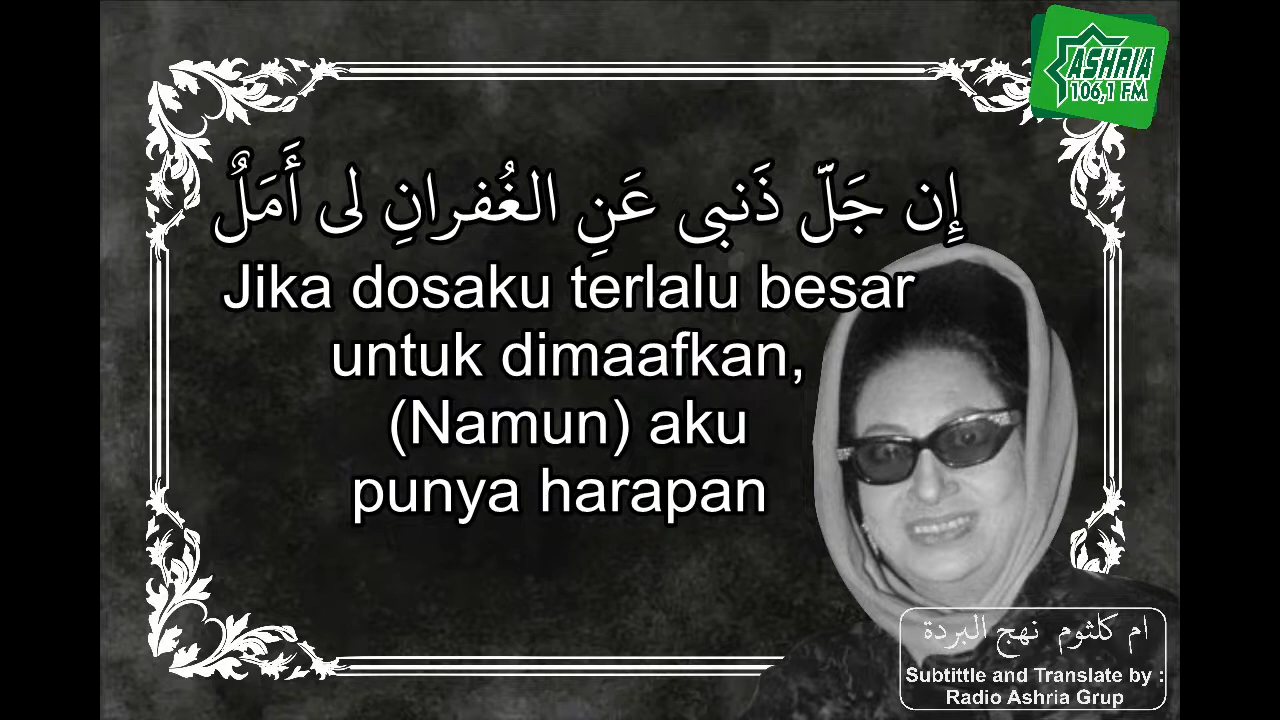 ASHRIA
106,1 FM
إِن جَلّ ذَنبى عَنِ الغُفرانِ لى أَمَلٌ
Jika dosaku terlalu besar
untuk dimaafkan,
(Namun) aku
punya harapan
ام كلثوم نهج البردة
Subtittle and Translate by :
Radio Ashria Grup